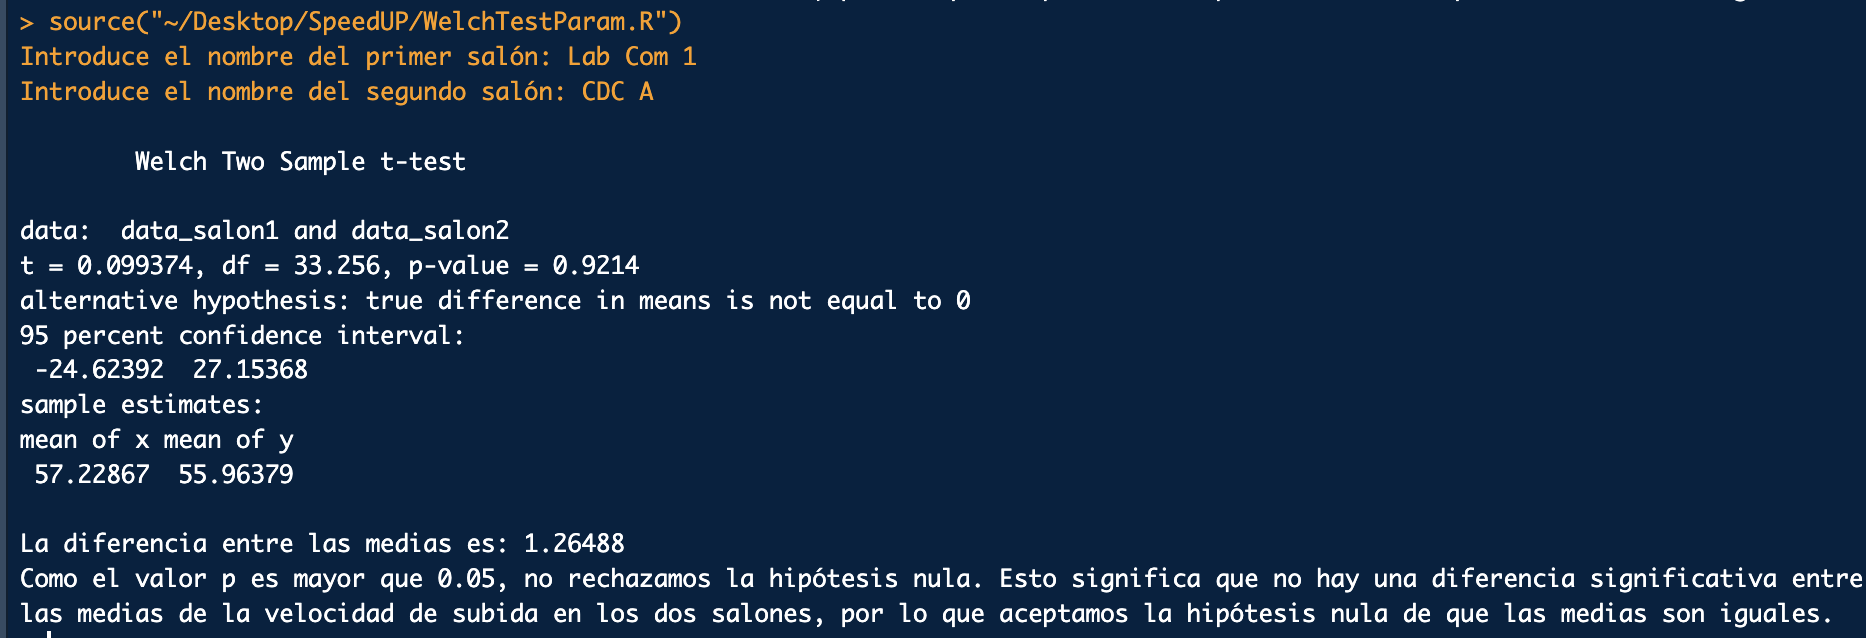 > source("~/Desktop/SpeedUP/WelchTestParam.R")
Introduce el nombre del primer salón: Lab Com 1
Introduce el nombre del segundo salón: CDC A
Welch Two Sample t-test
data:  data_salon1 and data_salon2
t = 0.099374, df = 33.256, p-value = 0.9214
alternative hypothesis: true difference in means is not equal to 0
95 percent confidence interval:
-24.62392  27.15368
sample estimates:
mean of x mean of y
57.22867  55.96379
La diferencia entre las medias es: 1.26488
Como el valor p es mayor que 0.05, no rechazamos la hipótesis nula. Esto significa que no hay una diferencia significativa entre
las medias de la velocidad de subida en los dos salones, por lo que aceptamos la hipótesis nula de que las medias son iguales.